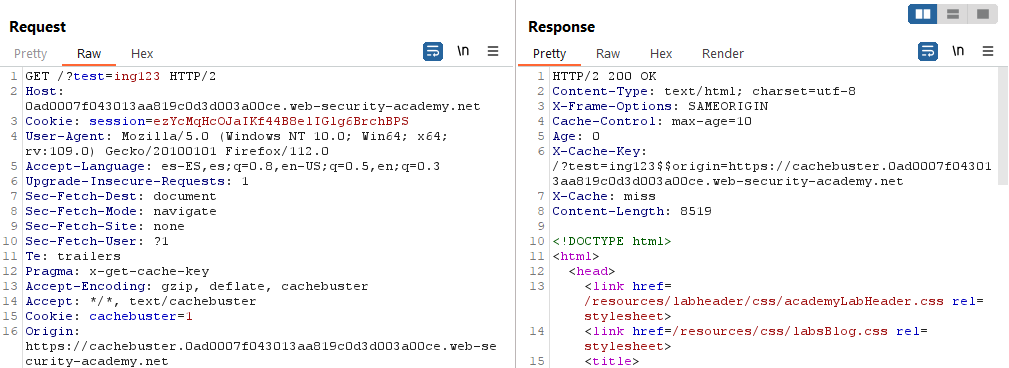 Request
Pretty Raw Hex \n
1 GET /?test=ing123 HTTP/2
2 Host:
0ad0007f043013aa819c0d3d003a00ce.web-security-academy.net
3 Cookie: session=ezYcMqHcOJaIKf44B8elIGlg6BrchBPS
4 User-Agent: Mozilla/5.0 (Windows NT 10.0; Win64; x64;
rv:109.0) Gecko/20100101 Firefox/112.0
5 Accept-Language: es-ES,es;q=0.8,en-US;q=0.5,en;q=0.3
6 Upgrade-Insecure-Requests: 1
7 Sec-Fetch-Dest: document
8 Sec-Fetch-Mode: navigate
9 Sec-Fetch-Site: none
10 Sec-Fetch-User: ?1
11 Te: trailers
12 Pragma: x-get-cache-key
13 Accept-Encoding: gzip, deflate, cachebuster
14 Accept: */*, text/cachebuster
15 Cookie: cachebuster=1
16 Origin:
https://cachebuster.0ad0007f043013aa819c0d3d003a00ce.web-se
curity-academy.net
Response
Pretty Raw Hex Render \n
1 HTTP/2 200 OK
2 Content-Type: text/html; charset=utf-8
3 X-Frame-Options: SAMEORIGIN
4 Cache-Control: max-age=10
5 Age: 0
6 X-Cache-Key:
/?test=ing123$$origin=https://cachebuster.0ad0007f04301
3aa819c0d3d003a00ce.web-security-academy.net
7 X-Cache: miss
8 Content-Length: 8519
9
10 <!DOCTYPE html>
11 <html>
12 <head>
13 <link href=
/resources/labheader/css/academyLabHeader.css rel=
stylesheet>
14 <link href=/resources/css/labsBlog.css rel=
stylesheet>
15 <title>